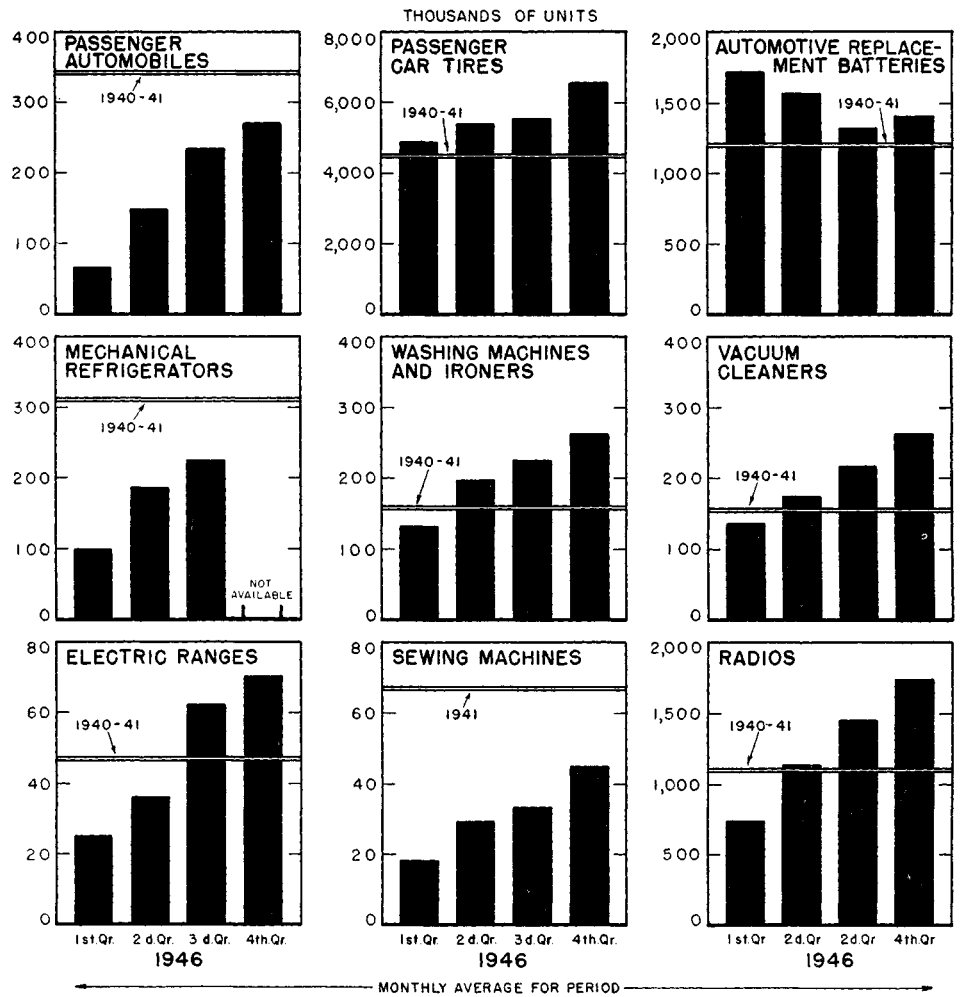 THOUSANDS OF UNITS
PASSENGER
AUTOMOBILES
400
300
200
100
0
1940-41
PASSENGER
CAR TIRES
8,000
6,000
4,000
2,000
0
1940-41
AUTOMOTIVE REPLACE-
MENT BATTERIES
2,000
1,500
1,000
500
0
1940-41
MECHANICAL
REFRIGERATORS
400
300
200
100
0
1940-41
NOT
AVAILABLE
WASHING MACHINES
AND IRONERS
400
300
200
100
0
1940-41
VACUUM
CLEANERS
400
300
200
100
0
1940-41
ELECTRIC RANGES
80
60
40
20
0
1940-41
1st.Qr. 2d.Qr. 3d.Qr. 4th.Qr.
1946
SEWING MACHINES
80
60
40
20
0
1941
1st.Qr. 2d.Qr. 3d.Qr. 4th.Qr.
1946
RADIOS
2,000
1,500
1,000
500
0
1940-41
1st Qr 2d.Qr. 2d.Qr. 4th Qr
1946
MONTHLY AVERAGE FOR PERIOD